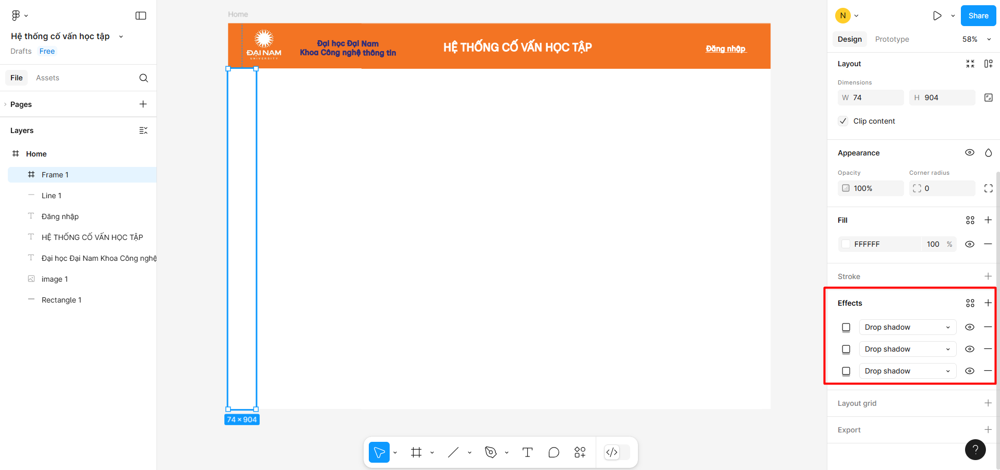 Hệ thống cố vấn học tập
Drafts Free
File Assets
Pages
Layers
Home
Frame 1
Line 1
Đăng nhập
HỆ THỐNG CỐ VẤN HỌC TẬP
Đại học Đại Nam Khoa Công nghệ
image 1
Rectangle 1
Home
ĐẠI NAM
UNIVERSITY
Đại học Đại Nam
Khoa Công nghệ thông tin
HỆ THỐNG CỐ VẤN HỌC TẬP
Đăng nhập
74 × 904
N
Share
Design Prototype 58%
Layout
Dimensions
W 74 H 904
Clip content
Appearance
Opacity Corner radius
100% 0
Fill
FFFFFF 100 %
Stroke
Effects
Drop shadow
Drop shadow
Drop shadow
Layout grid
Export
?